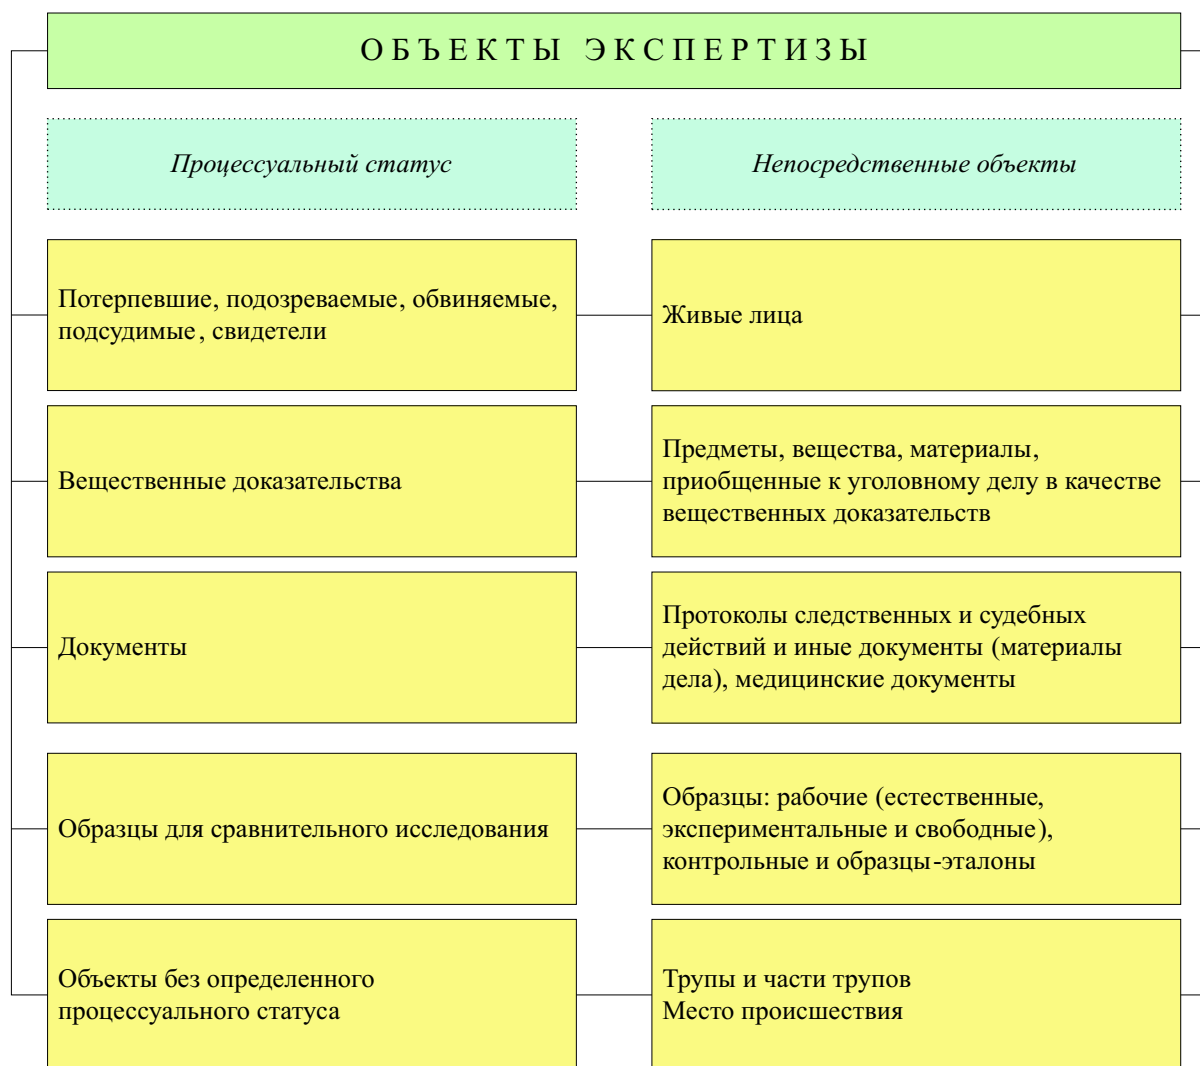 ОБЪЕКТЫ ЭКСПЕРТИЗЫ
Процессуальный статус
Непосредственные объекты
Потерпевшие, подозреваемые, обвиняемые,
подсудимые, свидетели
Живые лица
Вещественные доказательства
Предметы, вещества, материалы,
приобщенные к уголовному делу в качестве
вещественных доказательств
Документы
Протоколы следственных и судебных
действий и иные документы (материалы
дела), медицинские документы
Образцы для сравнительного исследования
Образцы: рабочие (естественные,
экспериментальные и свободные),
контрольные и образцы-эталоны
Объекты без определенного
процессуального статуса
Трупы и части трупов
Место происшествия